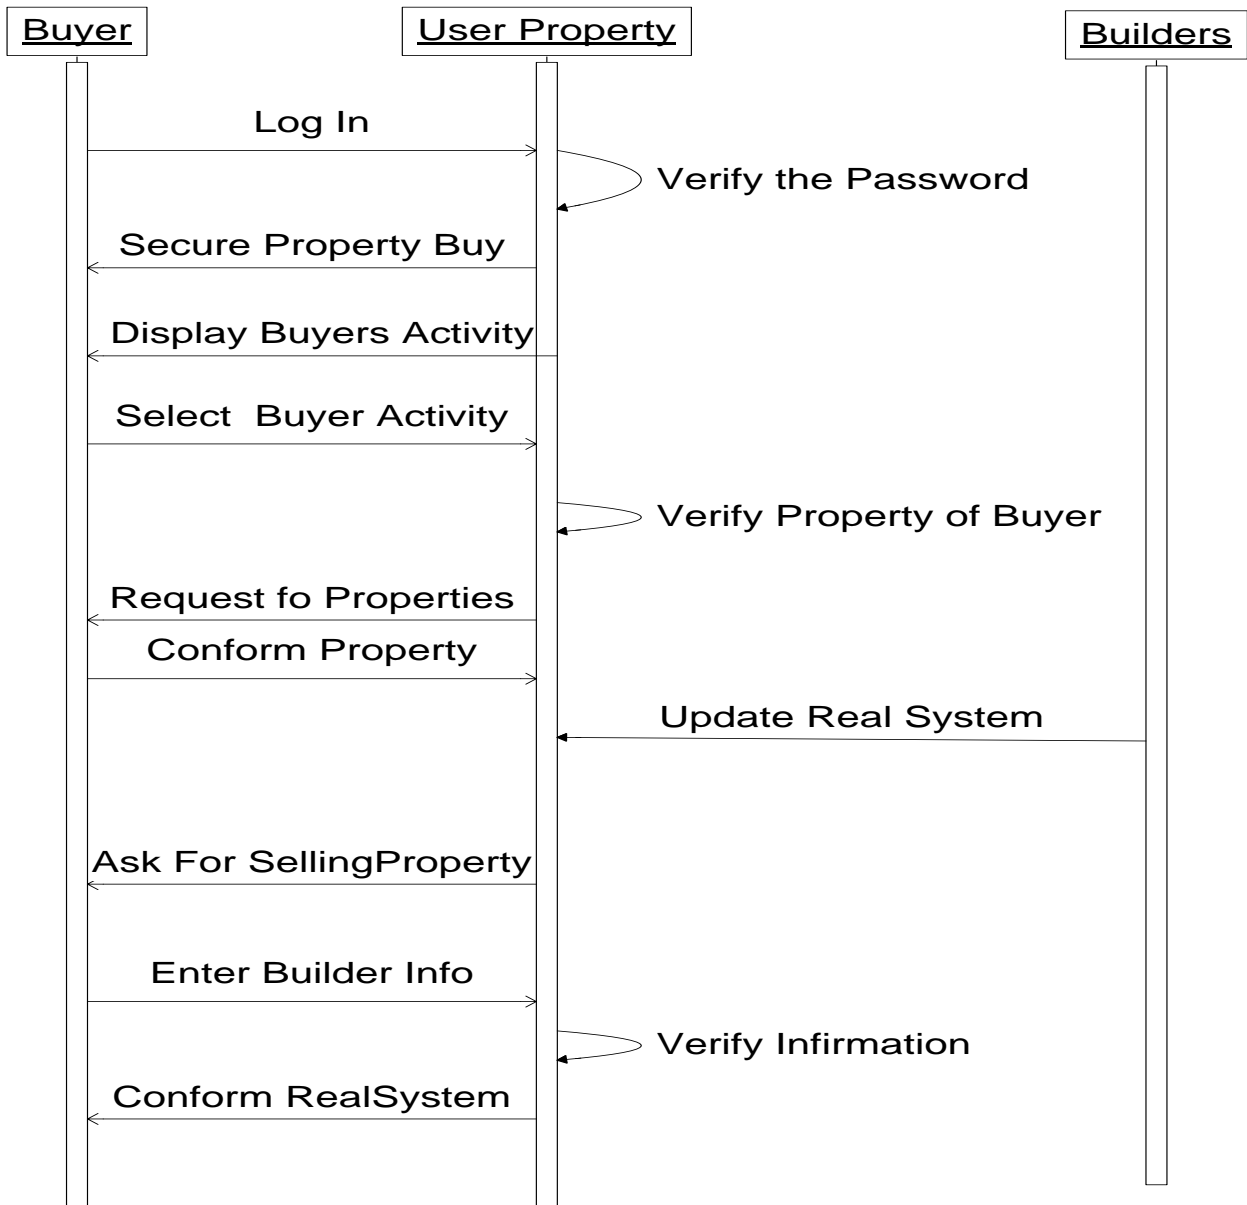 Buyer
User Property
Builders
Log In
Verify the Password
Secure Property Buy
Display Buyers Activity
Select Buyer Activity
Verify Property of Buyer
Request fo Properties
Conform Property
Update Real System
Ask For SellingProperty
Enter Builder Info
Verify Infirmation
Conform RealSystem